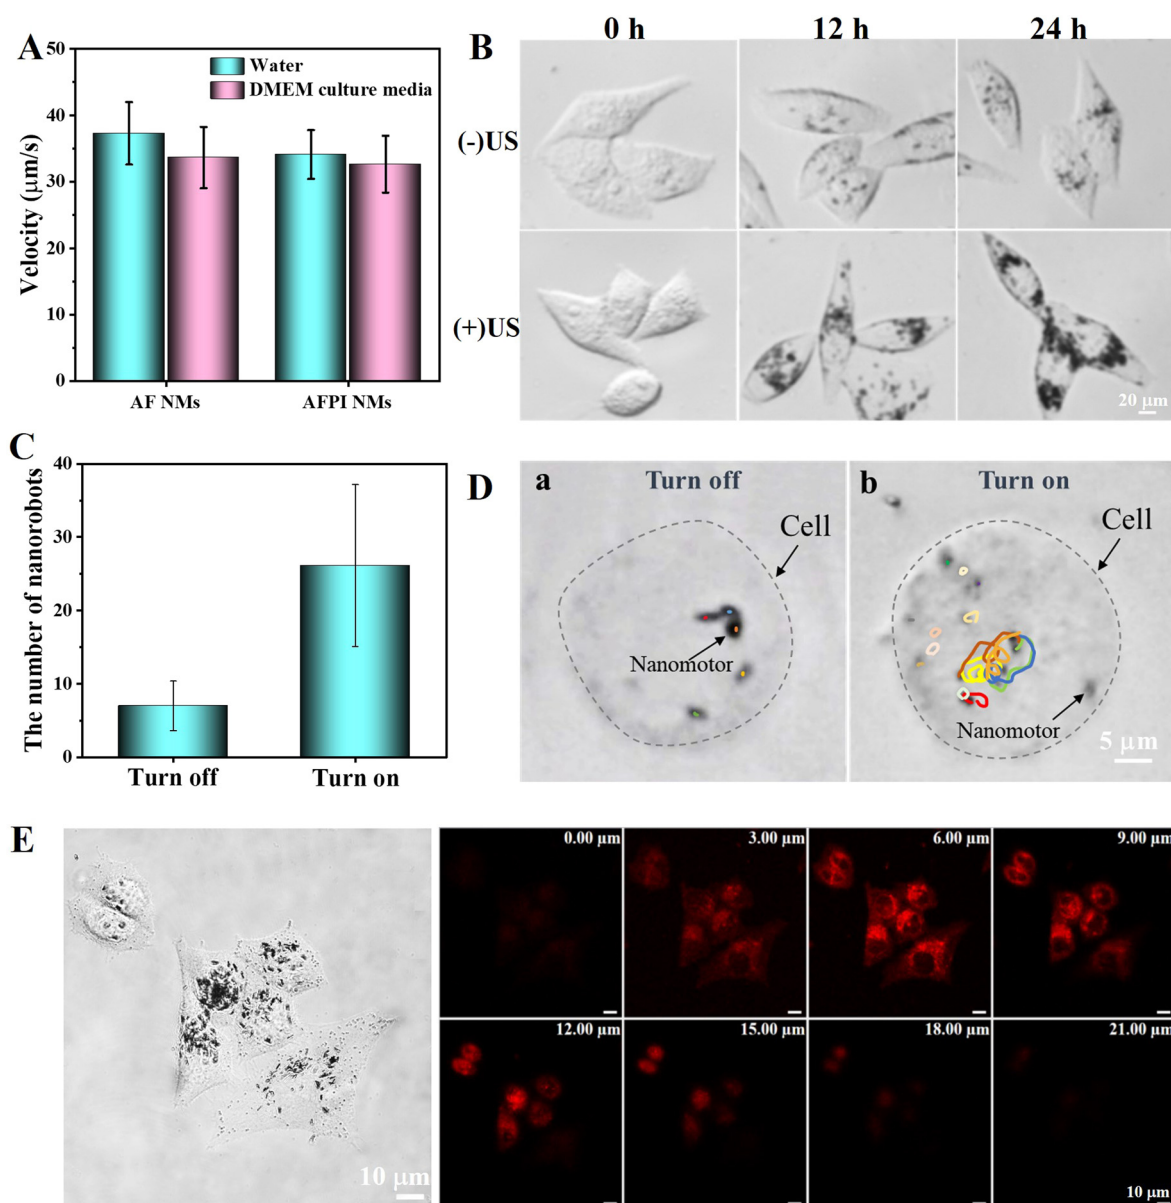 A
Velocity (μm/s)
50
40
30
20
10
0
Water
DMEM culture media
AF NMs
AFPI NMs
B
0 h
12 h
24 h
(-)US
(+)US
20 μm
C
The number of nanorobots
40
30
20
10
0
Turn off
Turn on
D
a
Turn off
Cell
Nanomotor
b
Turn on
Cell
Nanomotor
5 μm
E
10 μm
0.00 μm
3.00 μm
6.00 μm
9.00 μm
12.00 μm
15.00 μm
18.00 μm
21.00 μm
10 μm